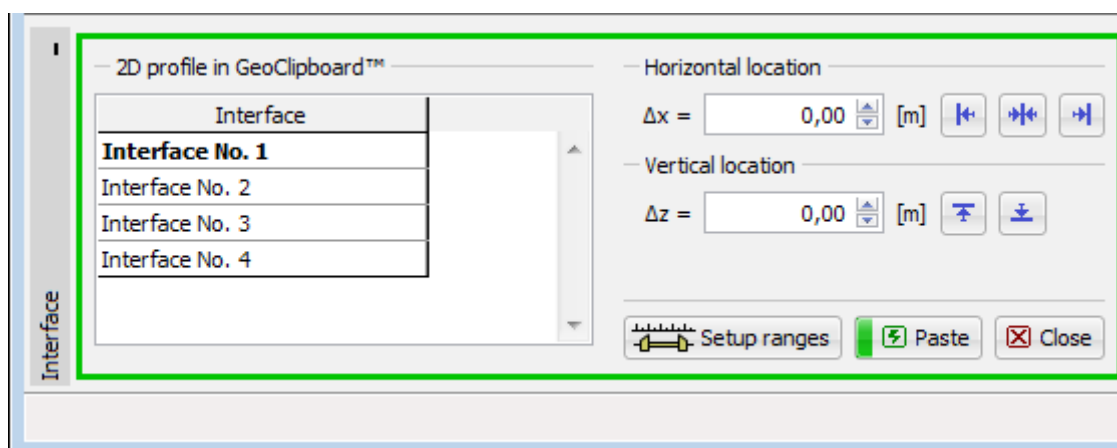 2D profile in GeoClipboard™
Interface
Interface No. 1
Interface No. 2
Interface No. 3
Interface No. 4
Horizontal location
Δx = 0,00 [m]
Vertical location
Δz = 0,00 [m]
Setup ranges Paste Close
Interface